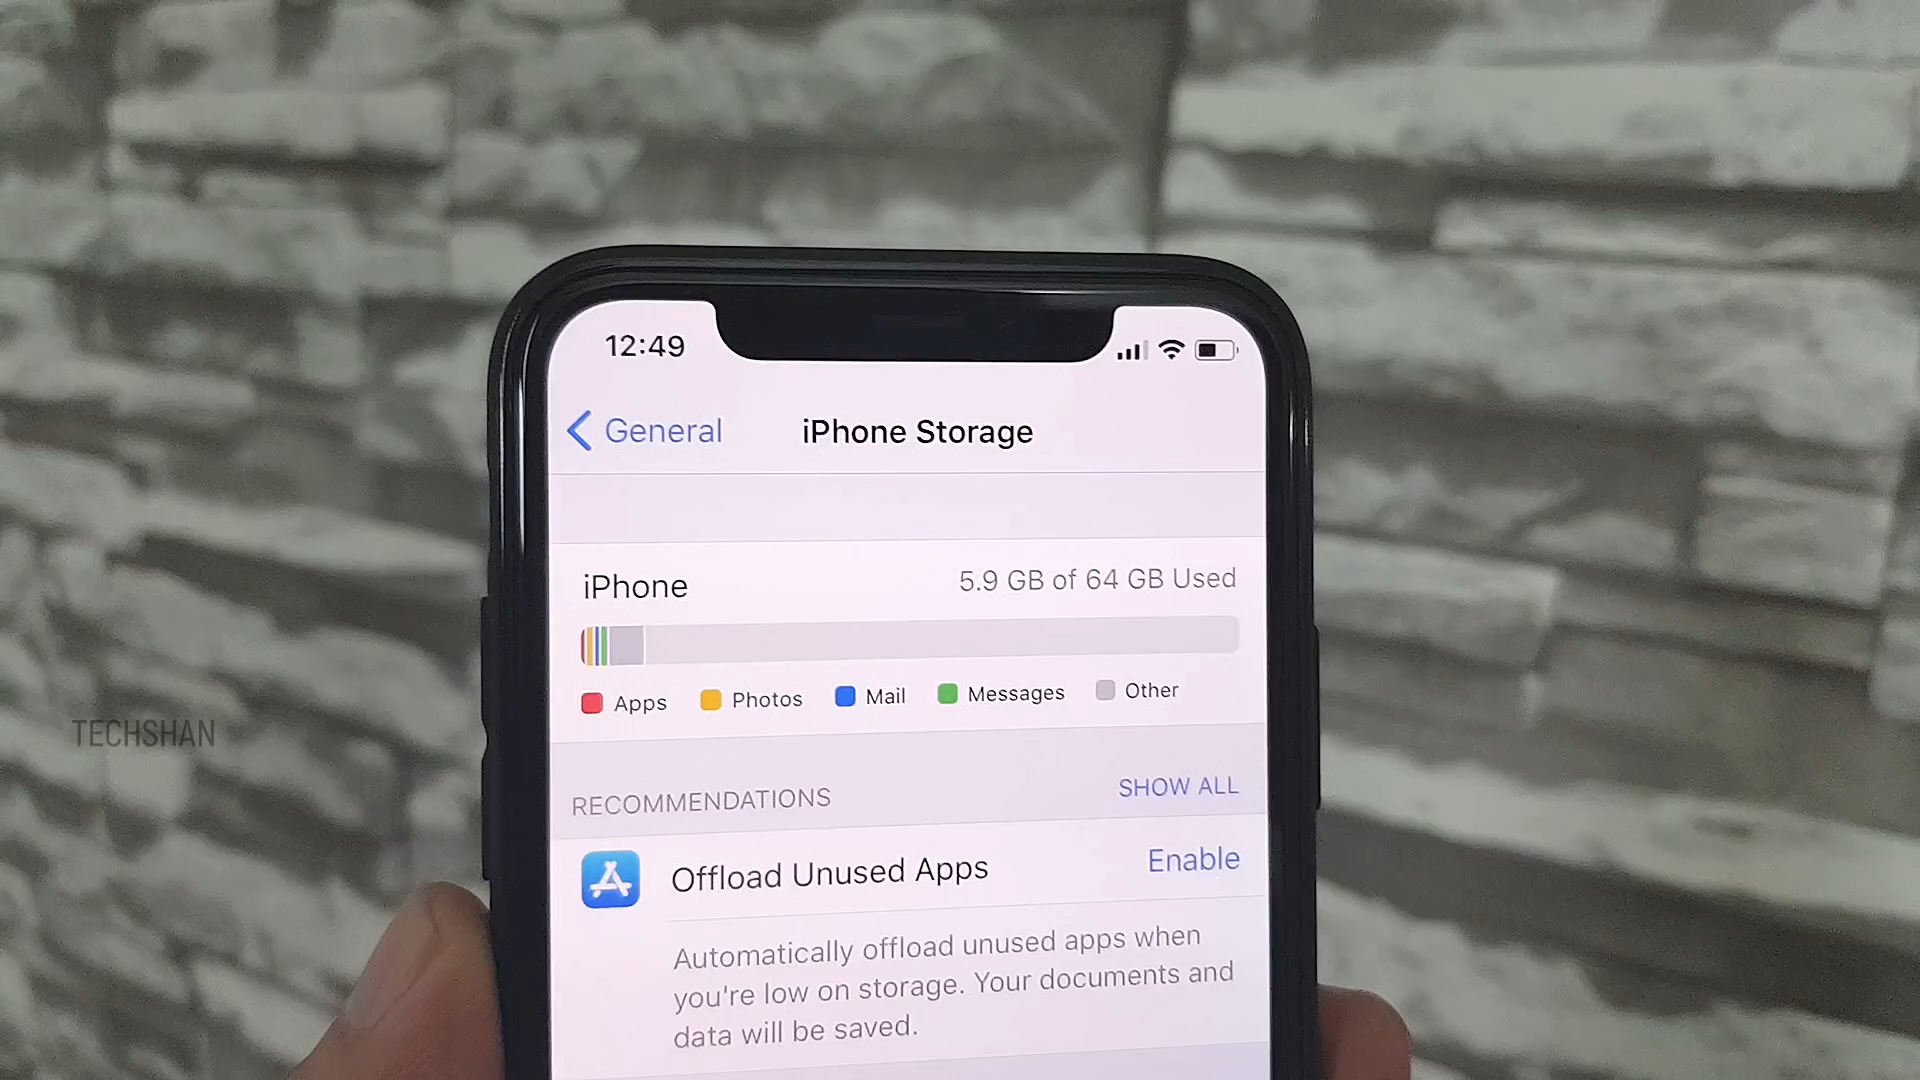 12:49
General
iPhone Storage
iPhone
5.9 GB of 64 GB Used
Apps
Photos
Mail
Messages
Other
TECHSHAN
RECOMMENDATIONS
SHOW ALL
Offload Unused Apps
Enable
Automatically offload unused apps when
you're low on storage. Your documents and
data will be saved.